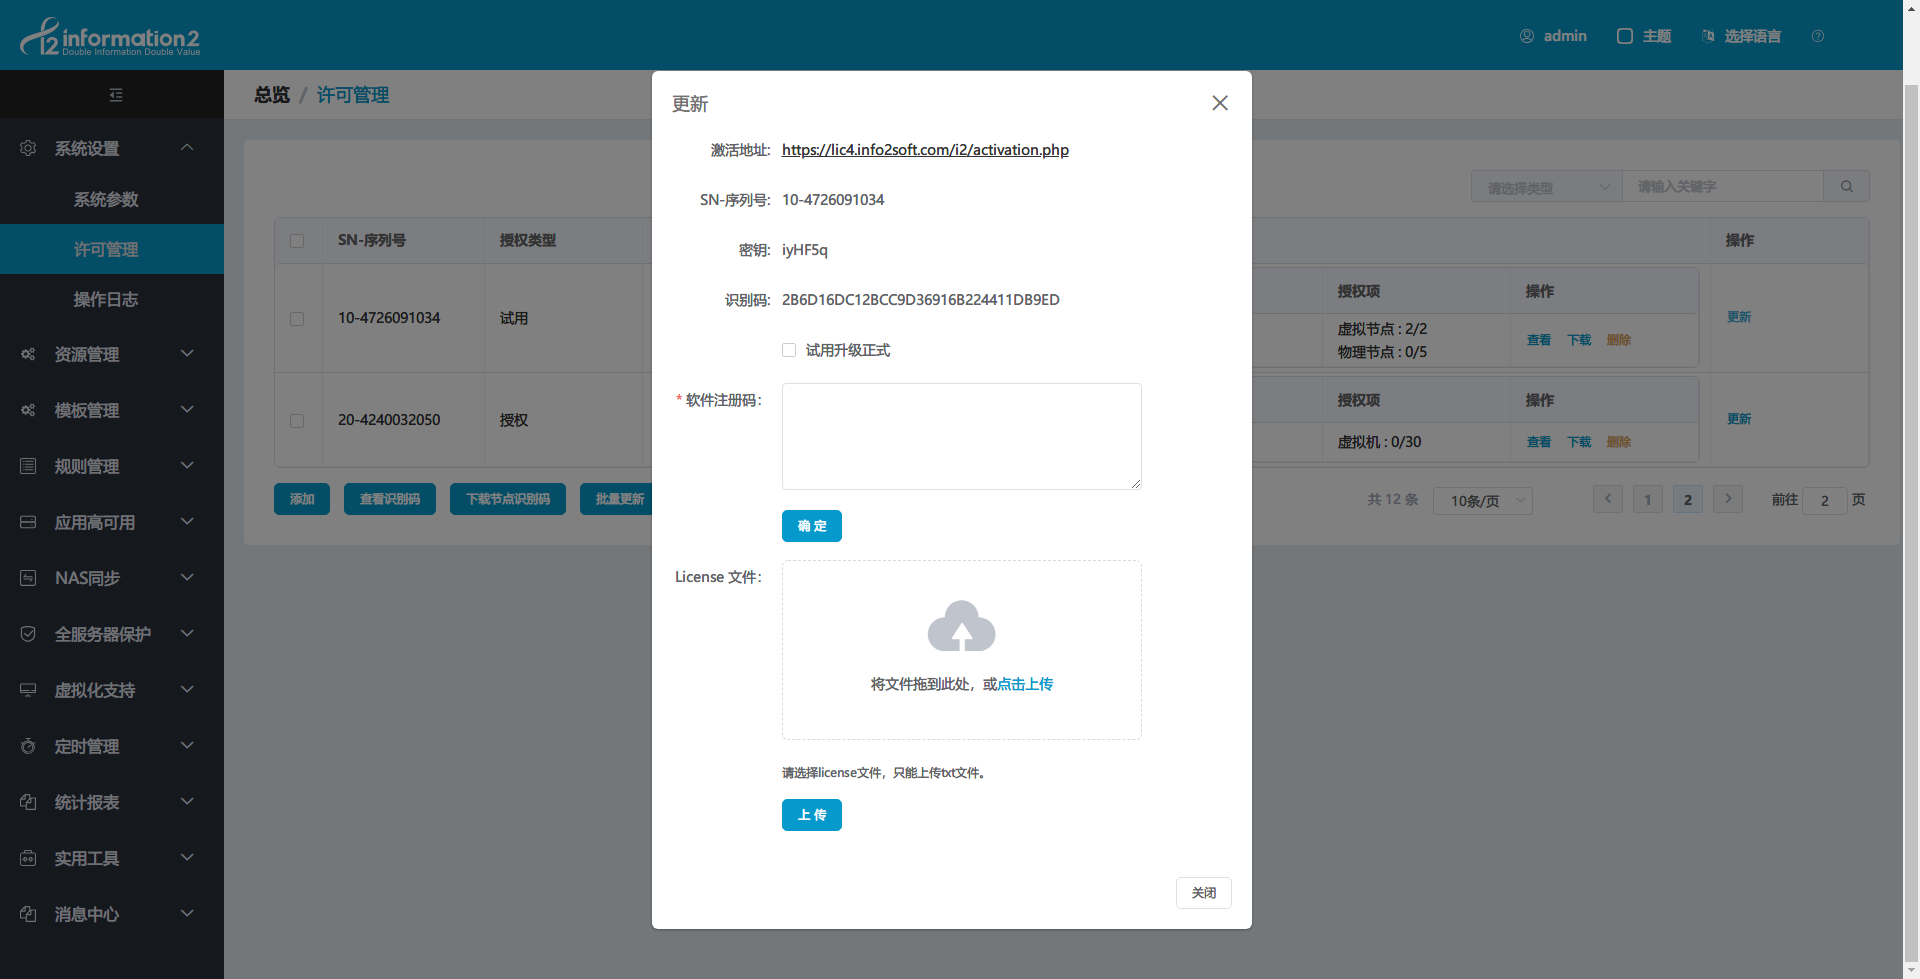 information2
Double Information Double Value
admin
主题
选择语言
总览 / 许可管理
系统设置
系统参数
许可管理
操作日志
资源管理
模板管理
规则管理
应用高可用
NAS同步
全服务器保护
虚拟化支持
定时管理
统计报表
实用工具
消息中心
请选择类型
请输入关键字
SN-序列号
授权类型
操作
10-4726091034
试用
授权项
操作
虚拟节点 : 2/2
物理节点 : 0/5
查看 下载 删除
更新
20-4240032050
授权
授权项
操作
虚拟机 : 0/30
查看 下载 删除
更新
添加
查看识别码
下载节点识别码
批量更新
共 12 条
10条/页
1
2
前往 2 页
更新
激活地址: https://lic4.info2soft.com/i2/activation.php
SN-序列号: 10-4726091034
密钥: iyHF5q
识别码: 2B6D16DC12BCC9D36916B224411DB9ED
试用升级正式
* 软件注册码：
确 定
License 文件：
将文件拖到此处，或点击上传
请选择license文件，只能上传txt文件。
上 传
关闭